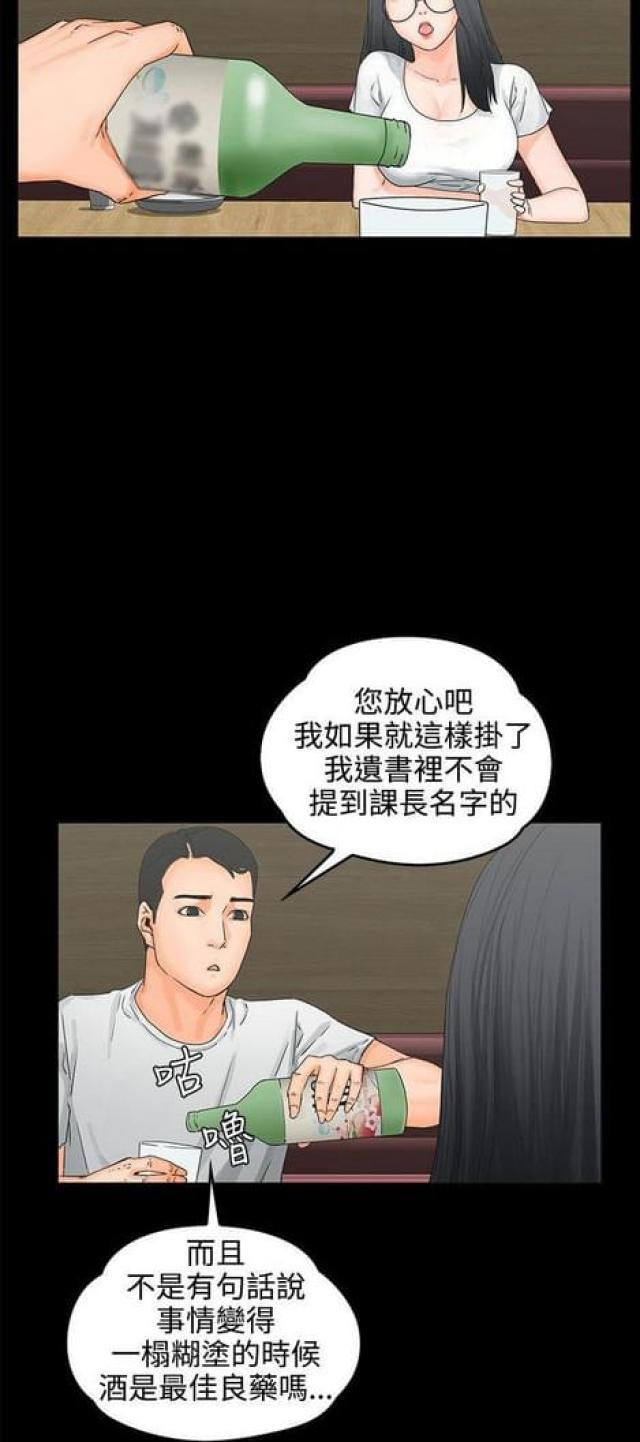 您放心吧
我如果就這樣掛了
我遺書裡不會
提到課長名字的
咕
嚕
而且
不是有句話說
事情變得
一榻糊塗的時候
酒是最佳良藥嗎...